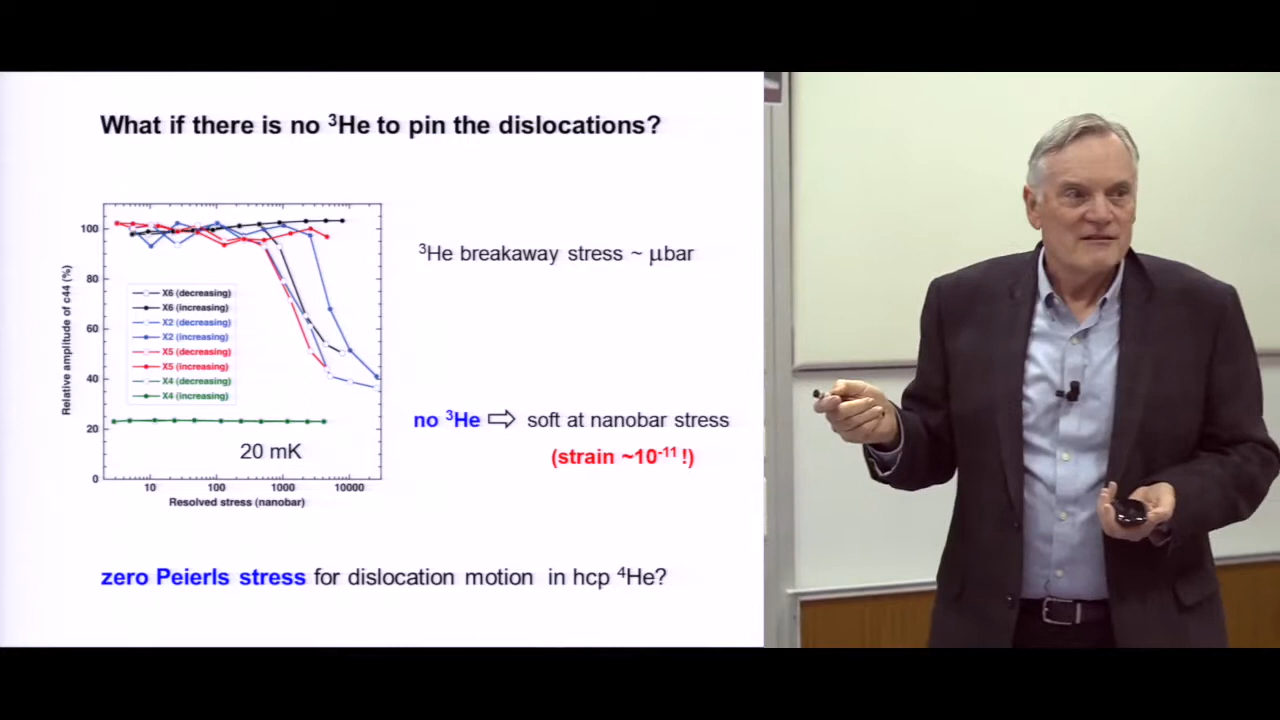 What if there is no ³He to pin the dislocations?
³He breakaway stress ~ μbar
Relative amplitude of c44 (%)
100
80
60
40
20
0
X6 (decreasing)
X6 (increasing)
X2 (decreasing)
X2 (increasing)
X5 (decreasing)
X5 (increasing)
X4 (decreasing)
X4 (increasing)
20 mK
10
100
1000
10000
Resolved stress (nanobar)
no ³He ⇨ soft at nanobar stress
(strain ~10⁻¹¹ !)
zero Peierls stress for dislocation motion in hcp ⁴He?